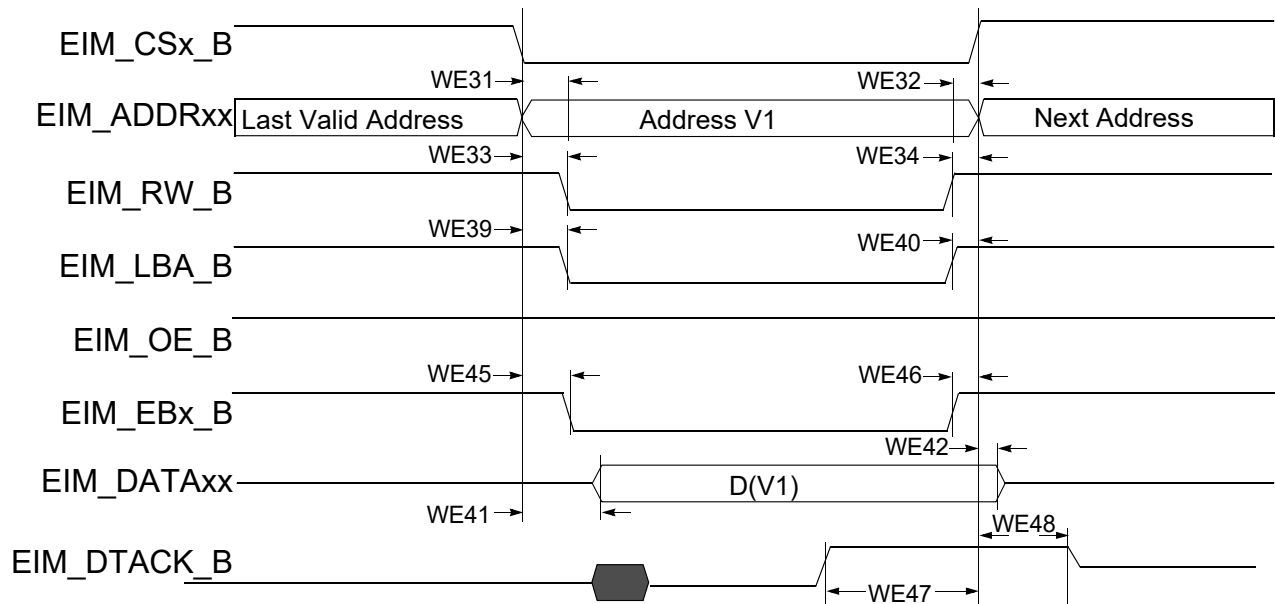 EIM_CSx_B
WE31
WE32
EIM_ADDRxx
Last Valid Address
Address V1
Next Address
WE33
WE34
EIM_RW_B
WE39
WE40
EIM_LBA_B
EIM_OE_B
WE45
WE46
EIM_EBx_B
WE42
EIM_DATAxx
D(V1)
WE41
WE48
EIM_DTACK_B
WE47